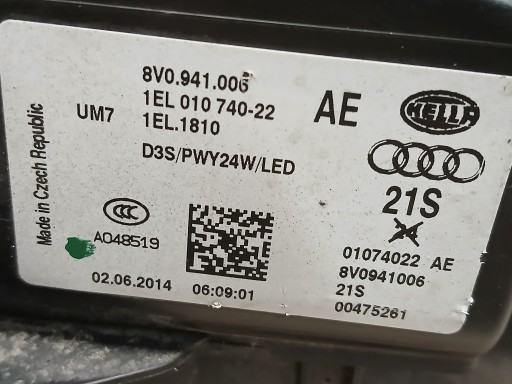 8V0.941.006
1EL 010 740-22
UM7
1EL.1810
AE
HELLA
D3S/PWY24W/LED
Made in Czech Republic
21S
CCC
A048519
01074022 AE
8V0941006
21S
00475261
02.06.2014
06:09:01